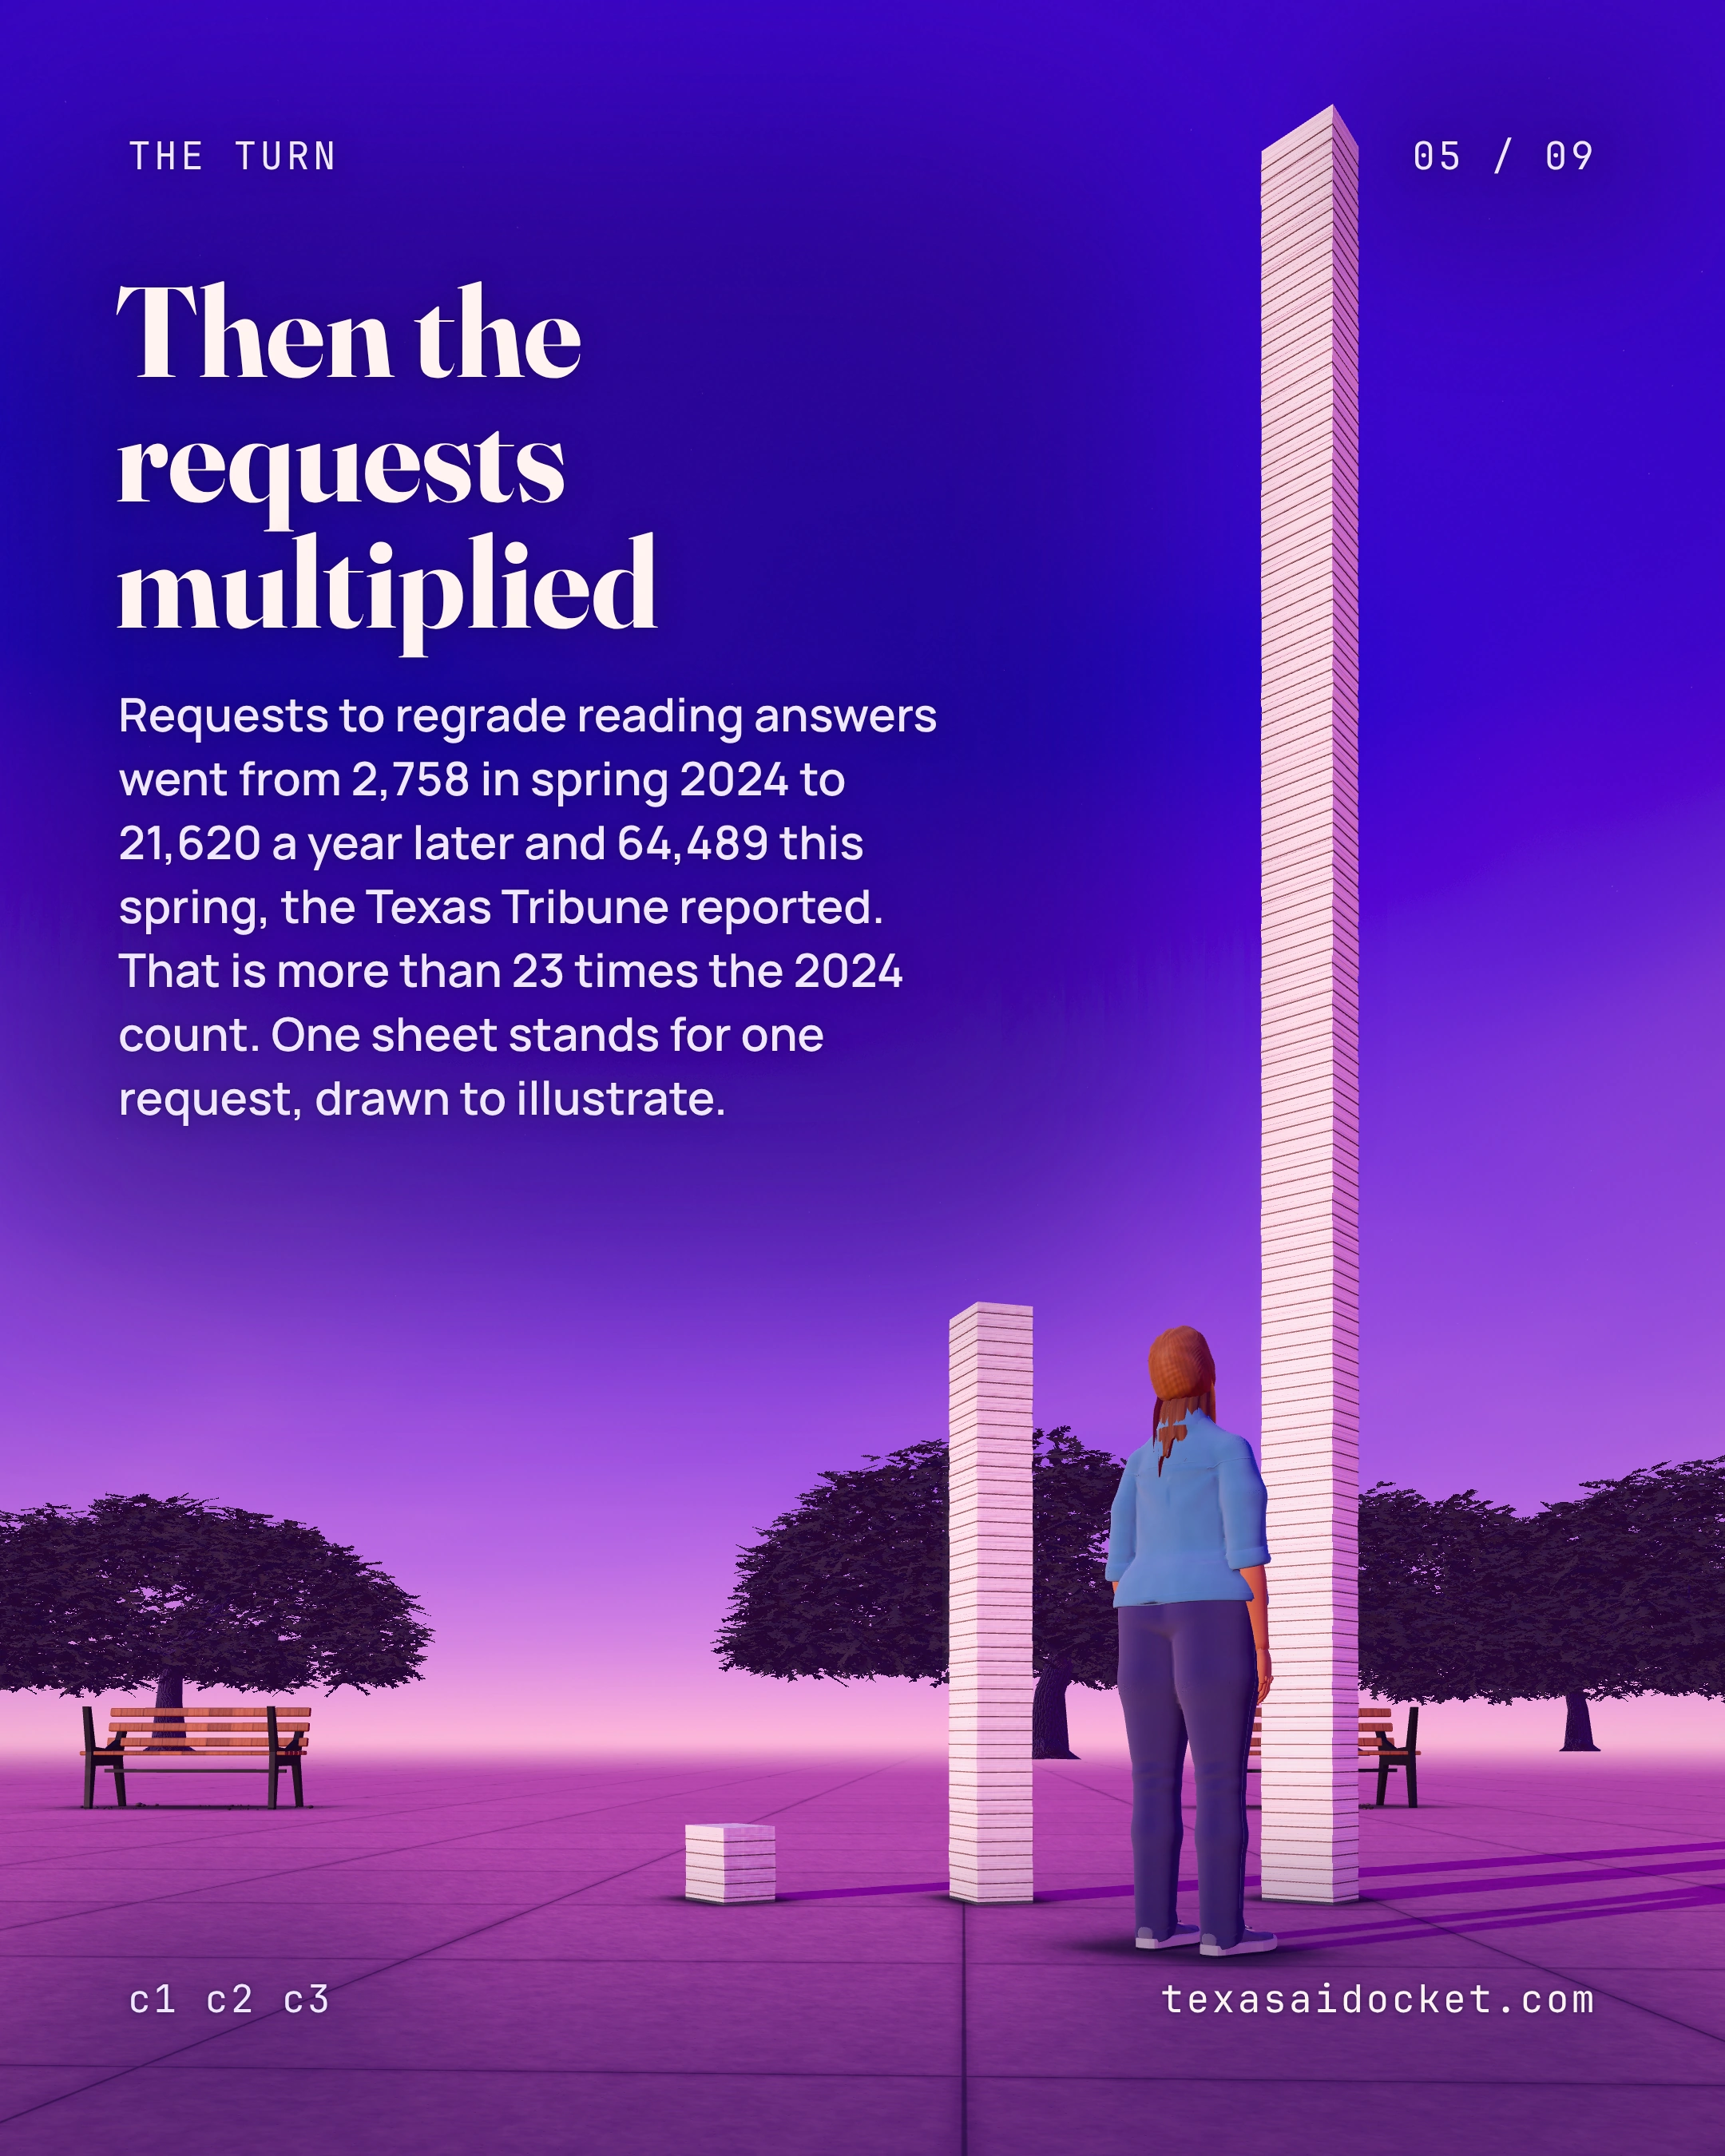 THE TURN
05 / 09
Then the
requests
multiplied
Requests to regrade reading answers
went from 2,758 in spring 2024 to
21,620 a year later and 64,489 this
spring, the Texas Tribune reported.
That is more than 23 times the 2024
count. One sheet stands for one
request, drawn to illustrate.
c1 c2 c3
texasaidocket.com